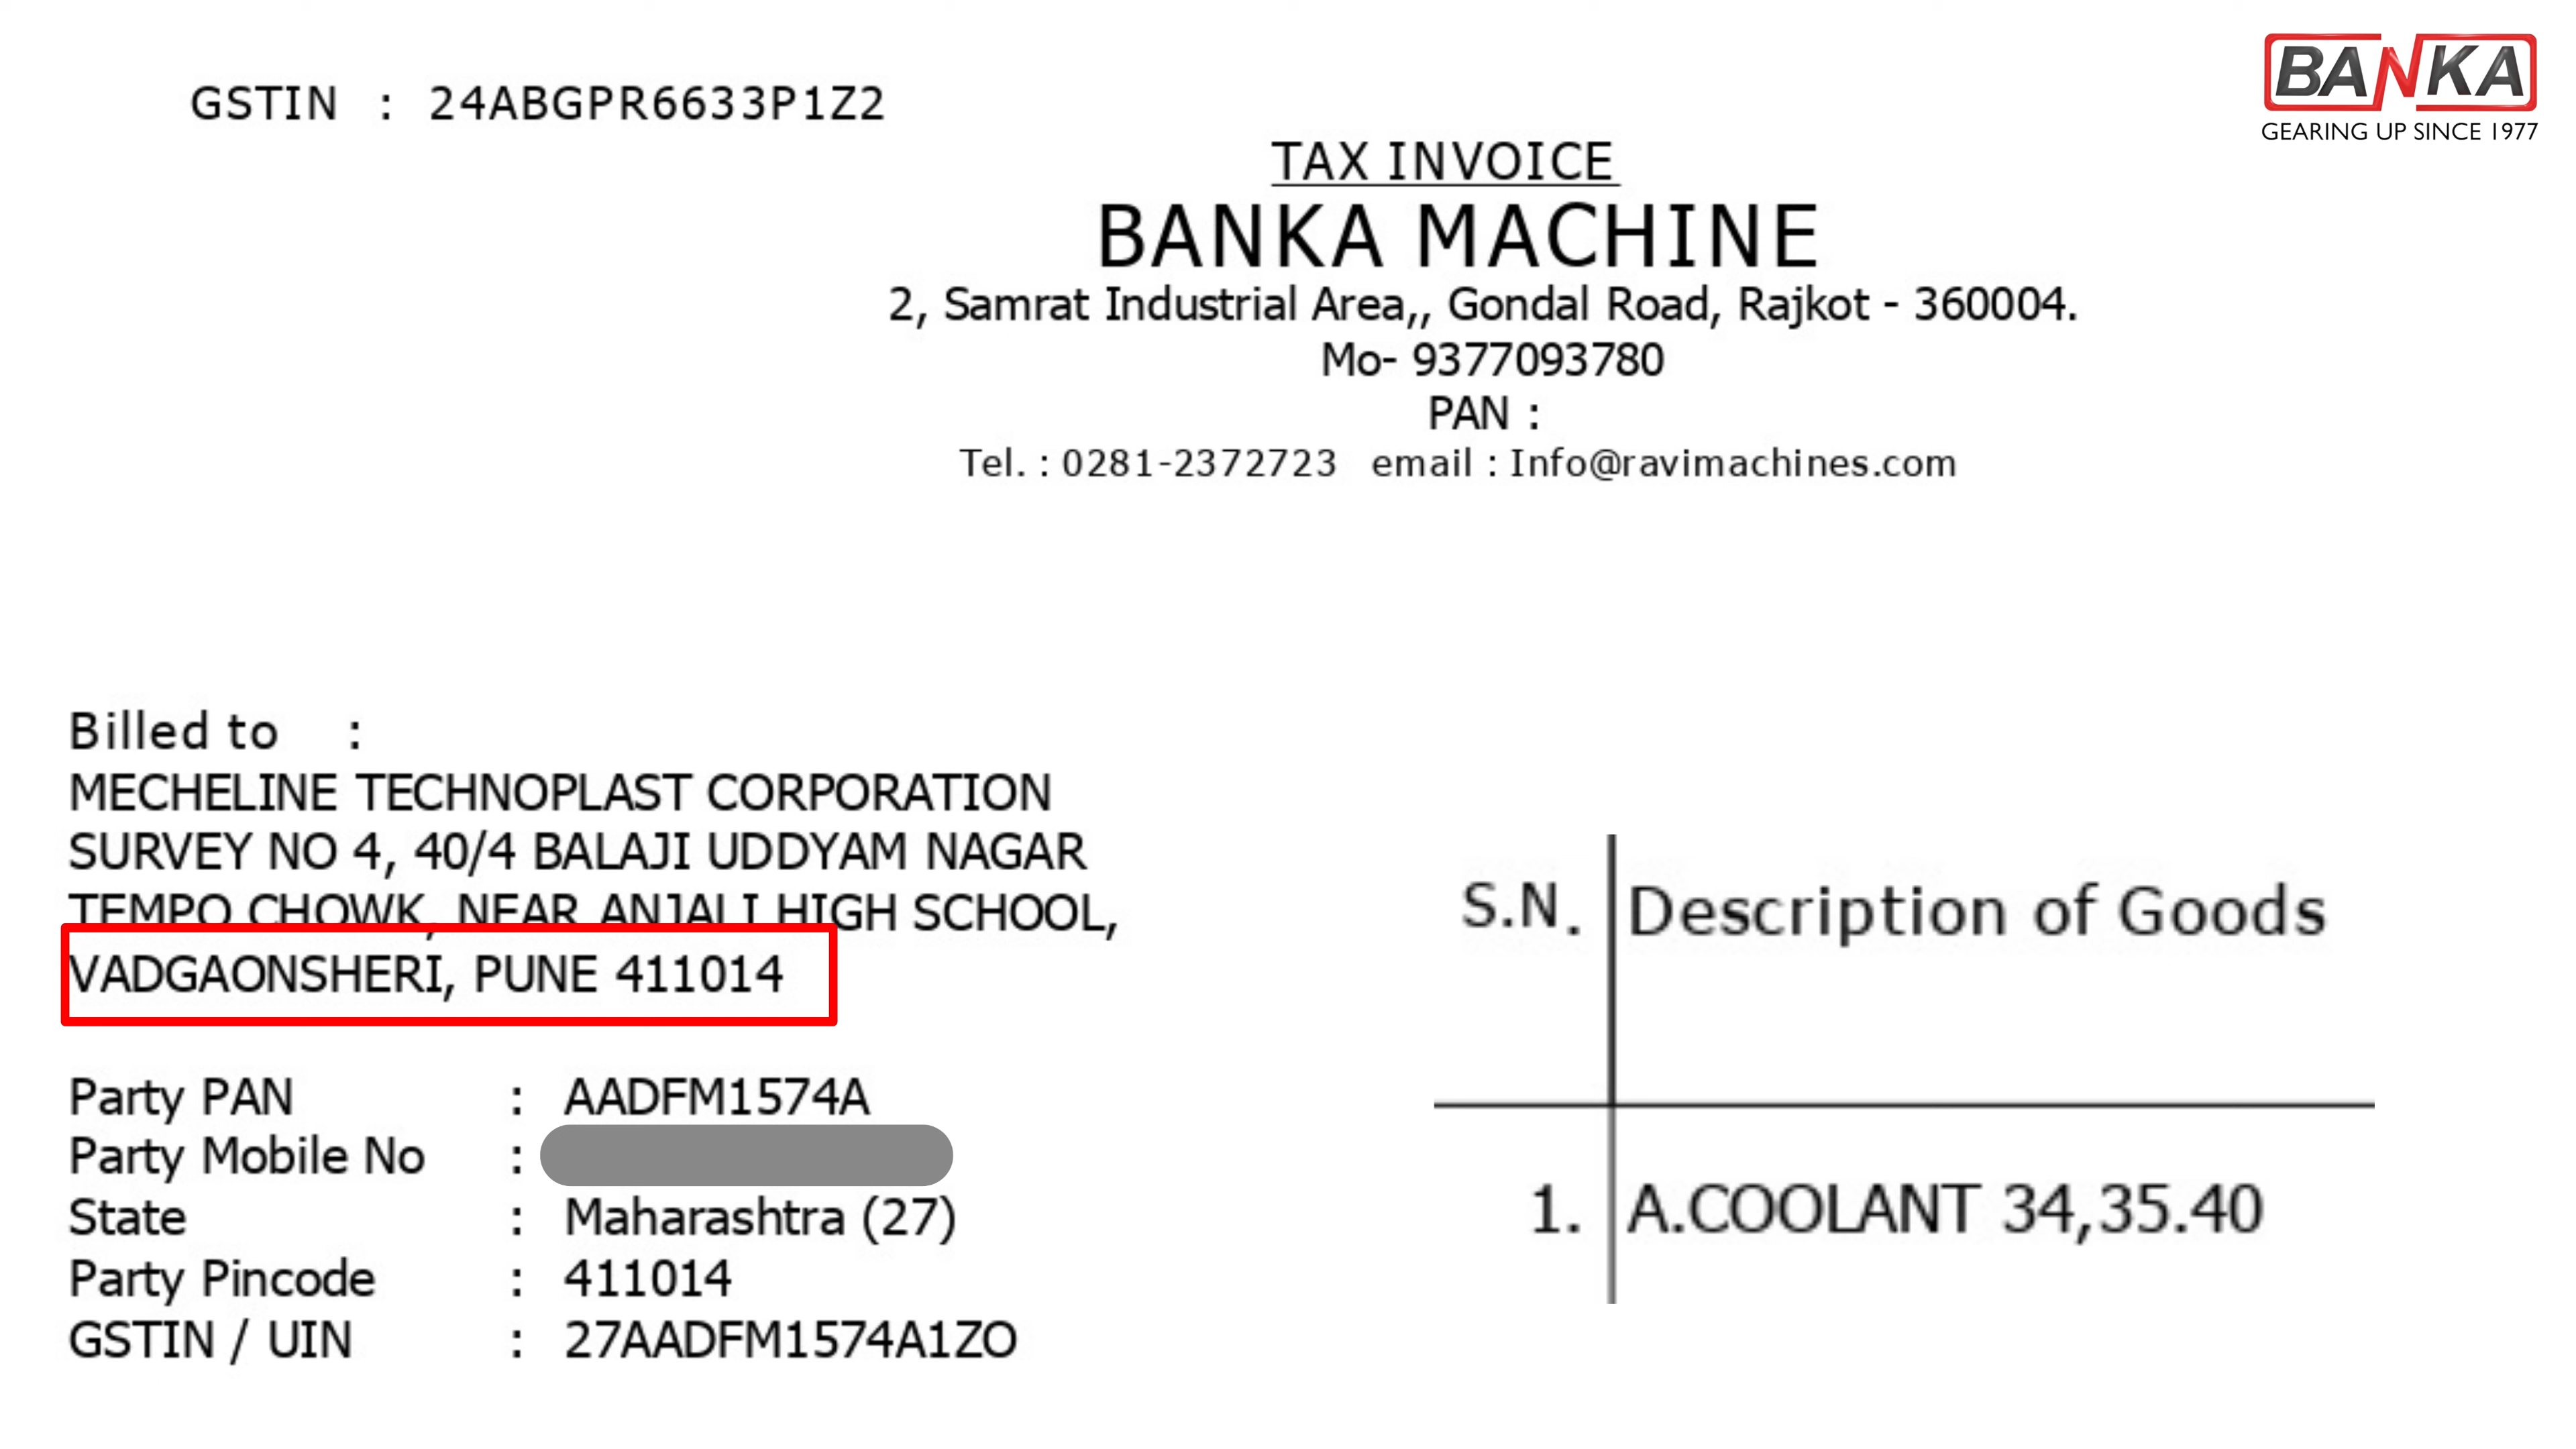 BANKA
GEARING UP SINCE 1977
GSTIN : 24ABGPR6633P1Z2
TAX INVOICE
BANKA MACHINE
2, Samrat Industrial Area,, Gondal Road, Rajkot - 360004.
Mo- 9377093780
PAN :
Tel. : 0281-2372723 email : Info@ravimachines.com
Billed to :
MECHELINE TECHNOPLAST CORPORATION
SURVEY NO 4, 40/4 BALAJI UDDYAM NAGAR
TEMPO CHOWK, NEAR ANJALI HIGH SCHOOL,
VADGAONSHERI, PUNE 411014
Party PAN : AADFM1574A
Party Mobile No :
State : Maharashtra (27)
Party Pincode : 411014
GSTIN / UIN : 27AADFM1574A1ZO
S.N. Description of Goods
1. A.COOLANT 34,35.40